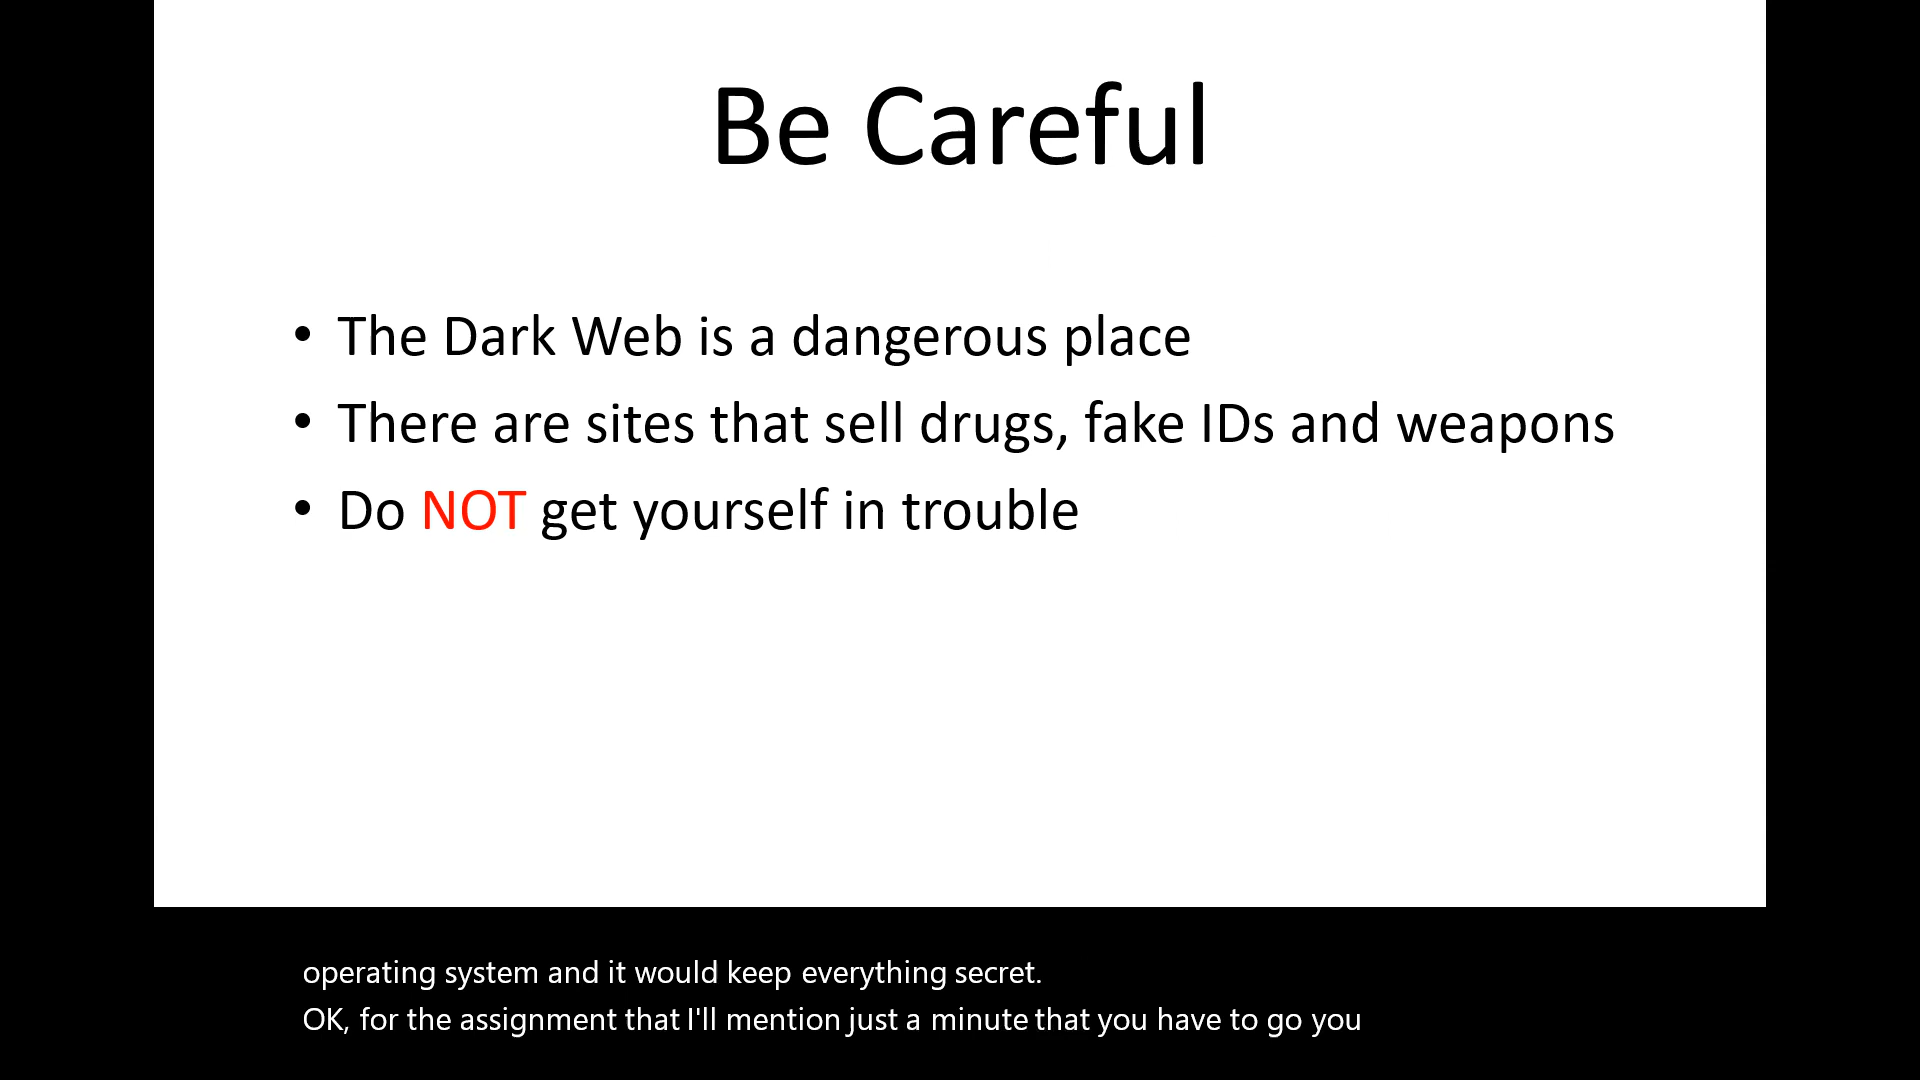 Be Careful
• The Dark Web is a dangerous place
• There are sites that sell drugs, fake IDs and weapons
• Do NOT get yourself in trouble
operating system and it would keep everything secret.
OK, for the assignment that I'll mention just a minute that you have to go you